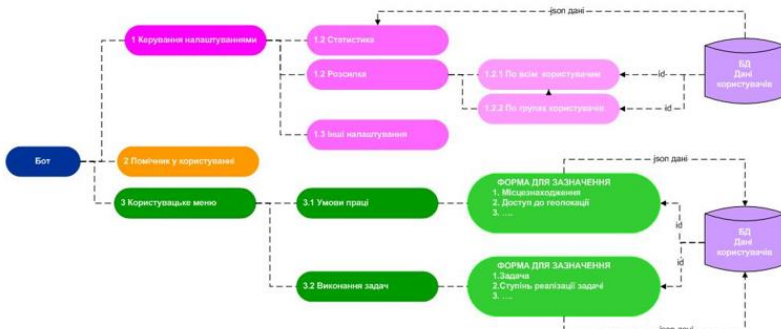 json дані
1 Керування налаштуваннями
1.2 Статистика
1.2 Розсилка
1.2.1 По всім користувачам
id
БД
Дані
користувачів
1.2.2 По групах користувачів
id
1.3 Інші налаштування
Бот
2 Помічник у користуванні
json дані
3 Користувацьке меню
3.1 Умови праці
ФОРМА ДЛЯ ЗАЗНАЧЕННЯ
1. Місцезнаходження
2. Доступ до геолокації
3. ....
id
БД
Дані
користувачів
id
3.2 Виконання задач
ФОРМА ДЛЯ ЗАЗНАЧЕННЯ
1.Задача
2.Ступінь реалізації задачі
3. ....
json дані